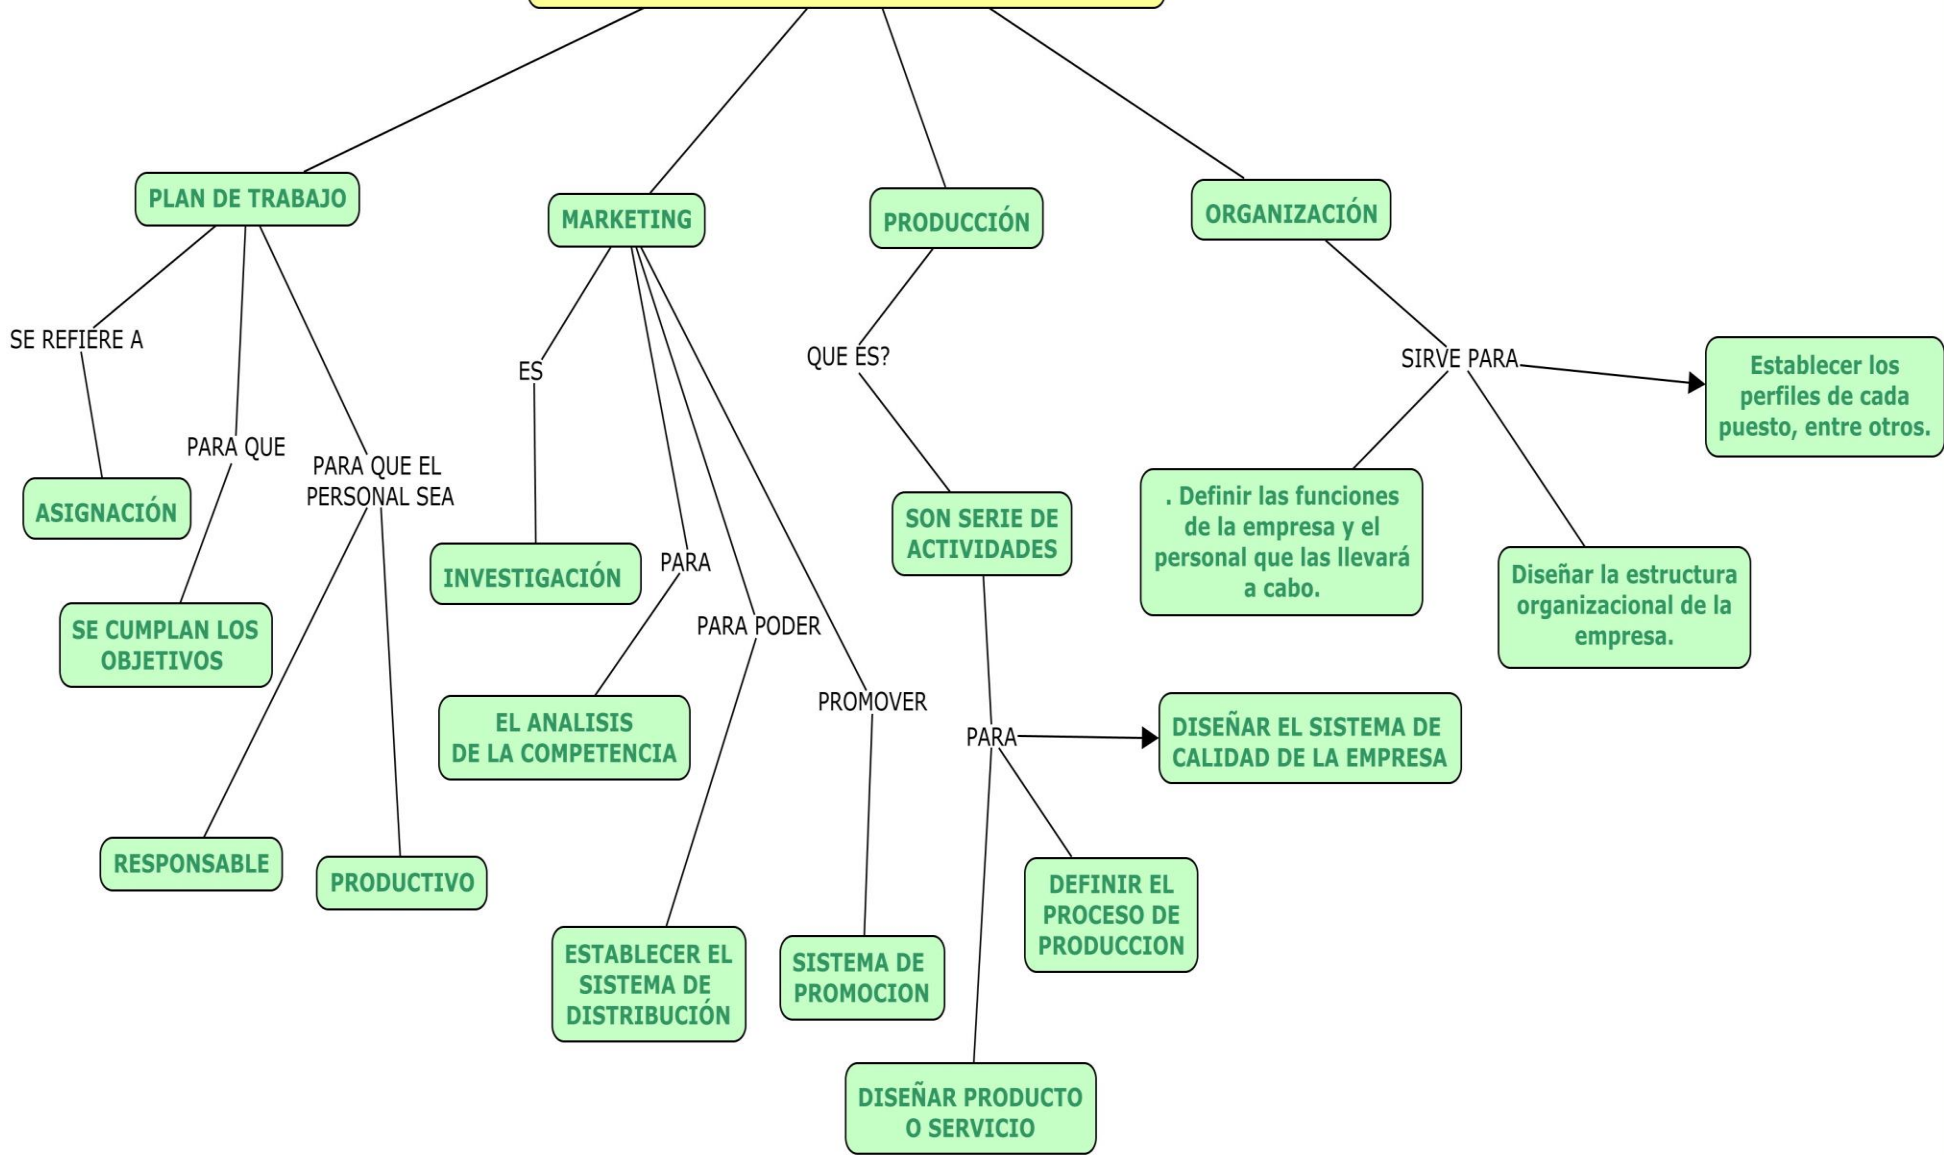 PLAN DE TRABAJO
MARKETING
PRODUCCIÓN
ORGANIZACIÓN
SE REFIERE A
PARA QUE
PARA QUE EL
PERSONAL SEA
ASIGNACIÓN
SE CUMPLAN LOS
OBJETIVOS
RESPONSABLE
PRODUCTIVO
ES
INVESTIGACIÓN
PARA
EL ANALISIS
DE LA COMPETENCIA
PARA PODER
ESTABLECER EL
SISTEMA DE
DISTRIBUCIÓN
PROMOVER
SISTEMA DE
PROMOCION
QUE ES?
SON SERIE DE
ACTIVIDADES
PARA
DISEÑAR EL SISTEMA DE
CALIDAD DE LA EMPRESA
DEFINIR EL
PROCESO DE
PRODUCCION
DISEÑAR PRODUCTO
O SERVICIO
SIRVE PARA
Establecer los
perfiles de cada
puesto, entre otros.
. Definir las funciones
de la empresa y el
personal que las llevará
a cabo.
Diseñar la estructura
organizacional de la
empresa.